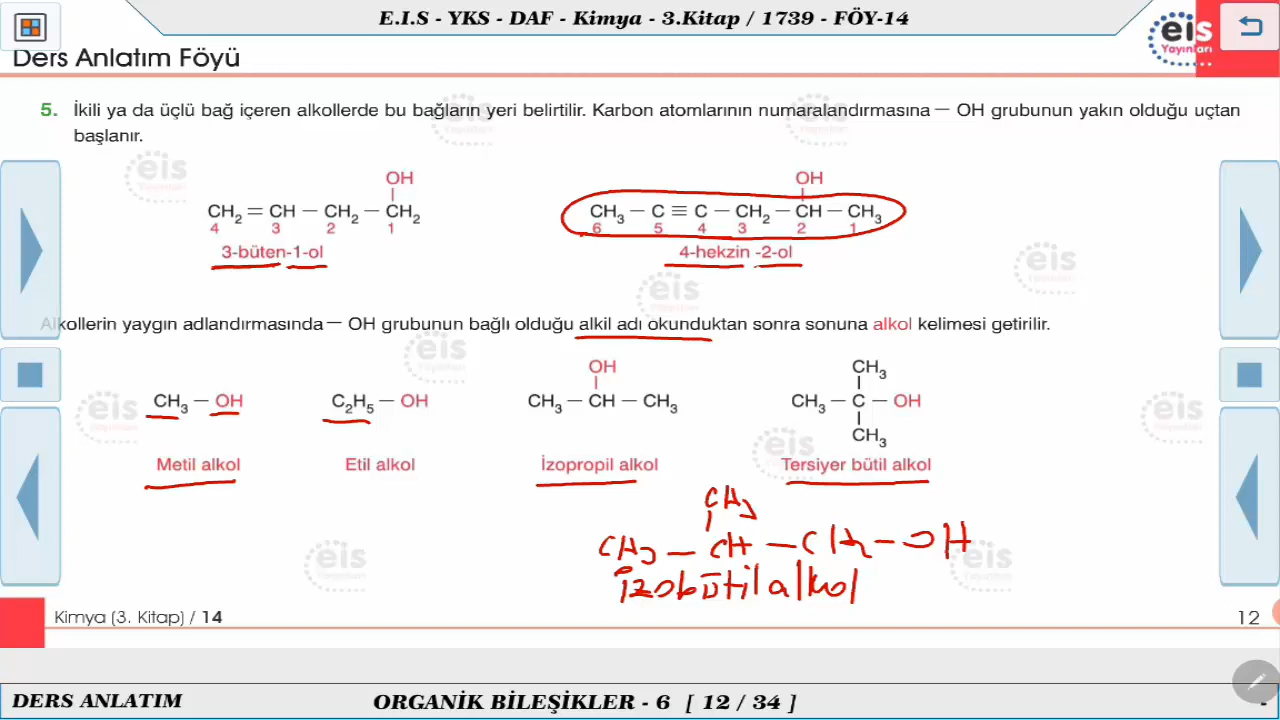 E.I.S - YKS - DAF - Kimya - 3.Kitap / 1739 - FÖY-14
eis
Yayınları
Ders Anlatım Föyü
5. İkili ya da üçlü bağ içeren alkollerde bu bağların yeri belirtilir. Karbon atomlarının numaralandırmasına — OH grubunun yakın olduğu uçtan
başlanır.
OH
CH₂ = CH — CH₂ — CH₂
4 3 2 1
3-büten-1-ol
OH
CH₃ — C ≡ C — CH₂ — CH — CH₃
6 5 4 3 2 1
4-hekzin -2-ol
Alkollerin yaygın adlandırmasında — OH grubunun bağlı olduğu alkil adı okunduktan sonra sonuna alkol kelimesi getirilir.
CH₃ — OH
Metil alkol
C₂H₅ — OH
Etil alkol
OH
CH₃ — CH — CH₃
İzopropil alkol
CH₃
CH₃ — C — OH
CH₃
Tersiyer bütil alkol
CH₃
CH₃ — CH — CH₂ — OH
izobütil alkol
Kimya (3. Kitap) / 14
12
DERS ANLATIM
ORGANİK BİLEŞİKLER - 6 [ 12 / 34 ]
-